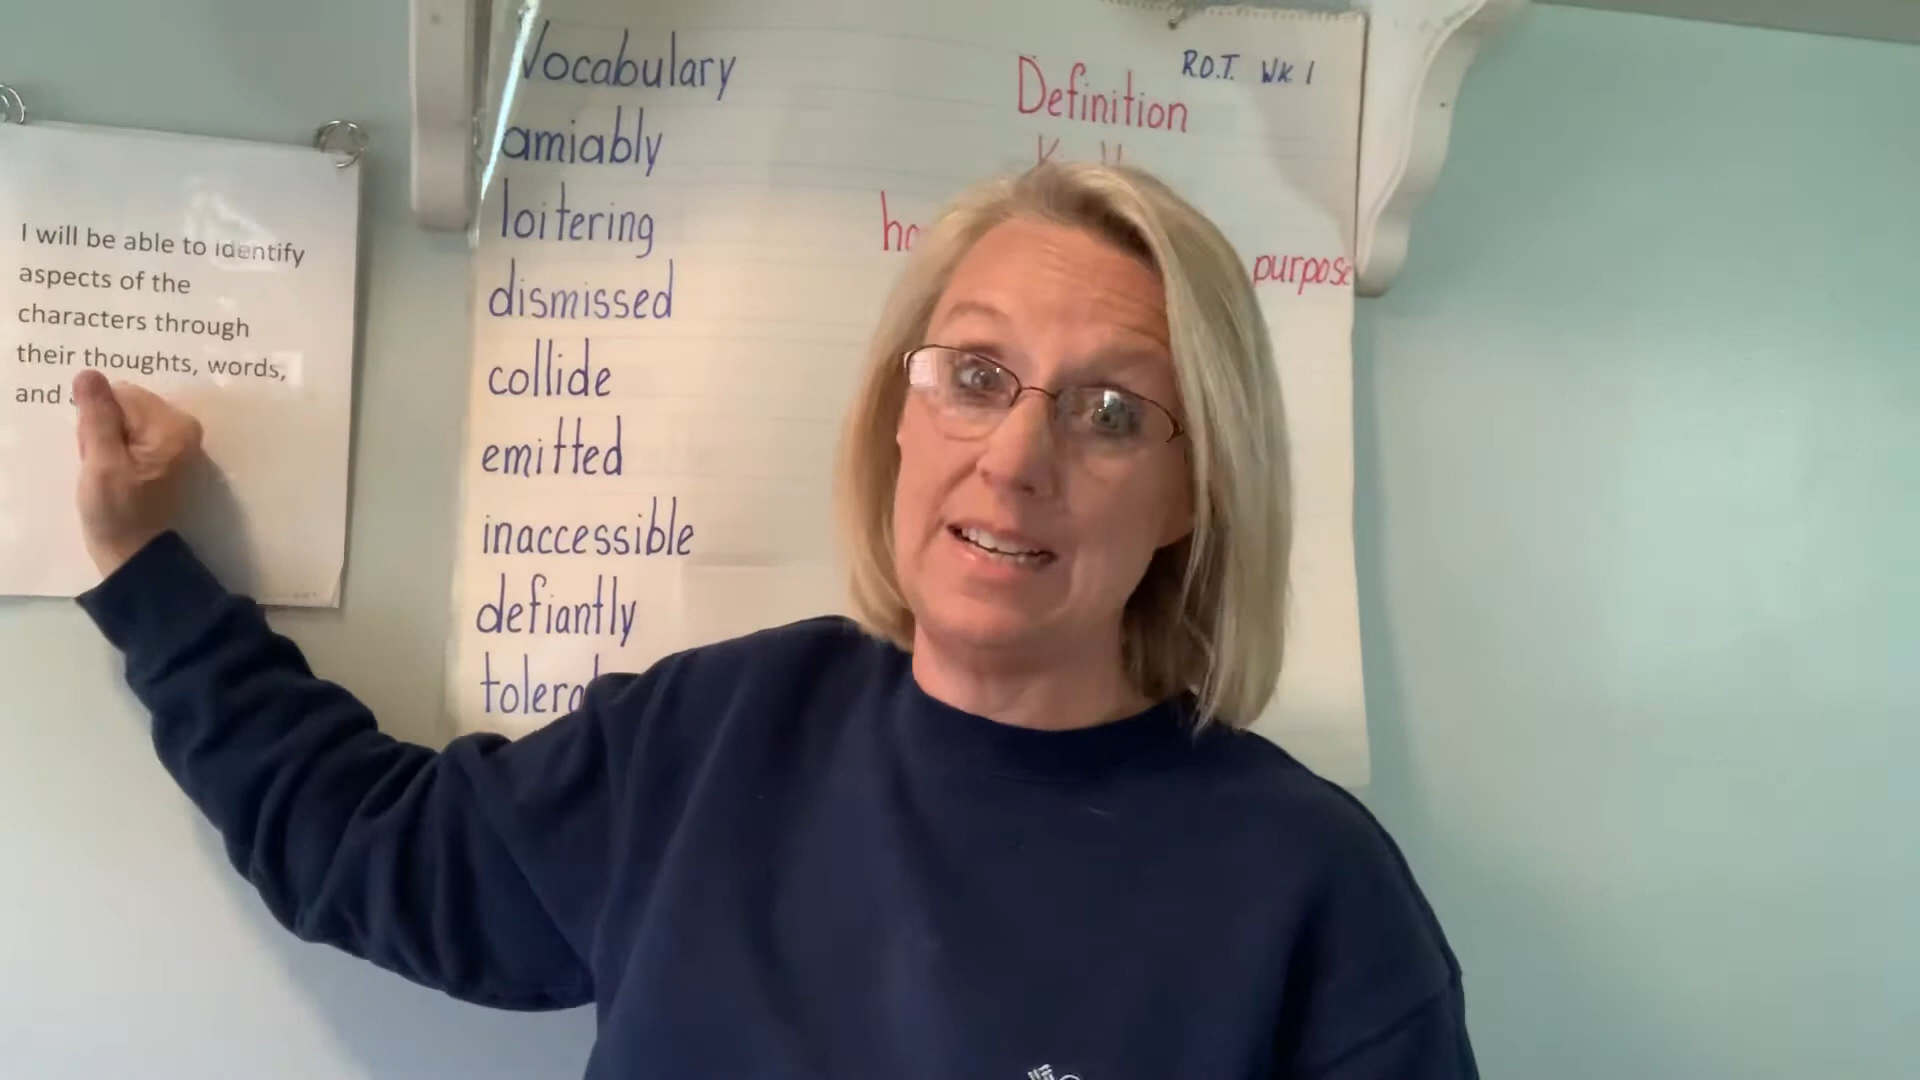 I will be able to identify
aspects of the
characters through
their thoughts, words,
and
Vocabulary
amiably
loitering
dismissed
collide
emitted
inaccessible
defiantly
R.O.T. WK 1
Definition
purpose